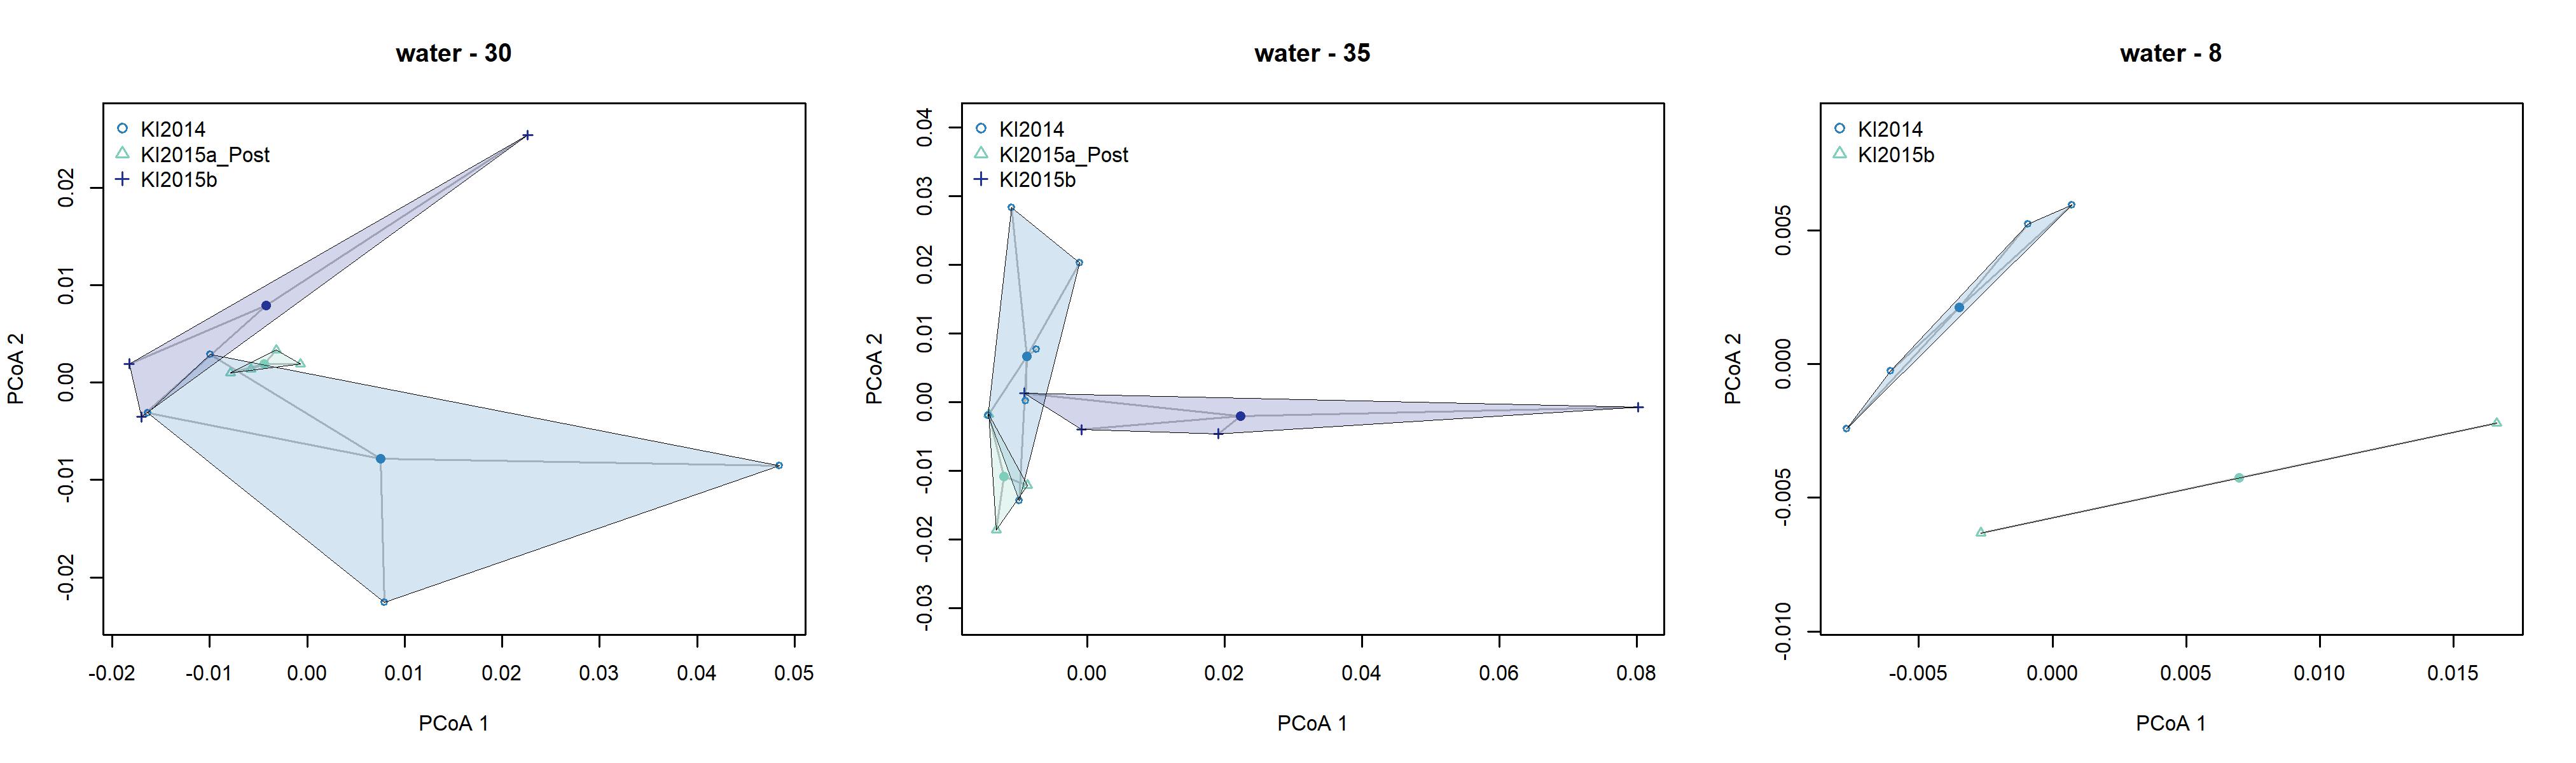 water - 30
KI2014
KI2015a_Post
KI2015b
PCoA 2
0.02
0.01
0.00
-0.01
-0.02
-0.02 -0.01 0.00 0.01 0.02 0.03 0.04 0.05
PCoA 1
water - 35
KI2014
KI2015a_Post
KI2015b
PCoA 2
0.04
0.03
0.02
0.01
0.00
-0.01
-0.02
-0.03
0.00 0.02 0.04 0.06 0.08
PCoA 1
water - 8
KI2014
KI2015b
PCoA 2
0.005
0.000
-0.005
-0.010
-0.005 0.000 0.005 0.010 0.015
PCoA 1